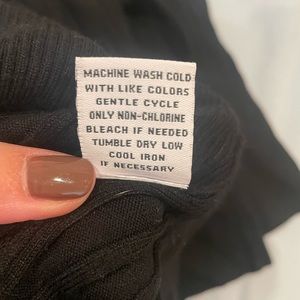 MACHINE WASH COLD
WITH LIKE COLORS
GENTLE CYCLE
ONLY NON-CHLORINE
BLEACH IF NEEDED
TUMBLE DRY LOW
COOL IRON
IF NECESSARY